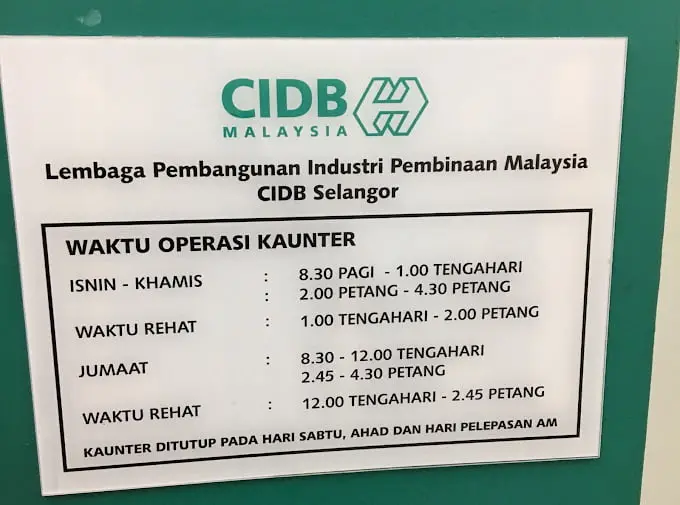 CIDB
MALAYSIA
Lembaga Pembangunan Industri Pembinaan Malaysia
CIDB Selangor
WAKTU OPERASI KAUNTER
ISNIN - KHAMIS : 8.30 PAGI - 1.00 TENGAHARI
: 2.00 PETANG - 4.30 PETANG
WAKTU REHAT : 1.00 TENGAHARI - 2.00 PETANG
JUMAAT : 8.30 - 12.00 TENGAHARI
2.45 - 4.30 PETANG
WAKTU REHAT : 12.00 TENGAHARI - 2.45 PETANG
KAUNTER DITUTUP PADA HARI SABTU, AHAD DAN HARI PELEPASAN AM